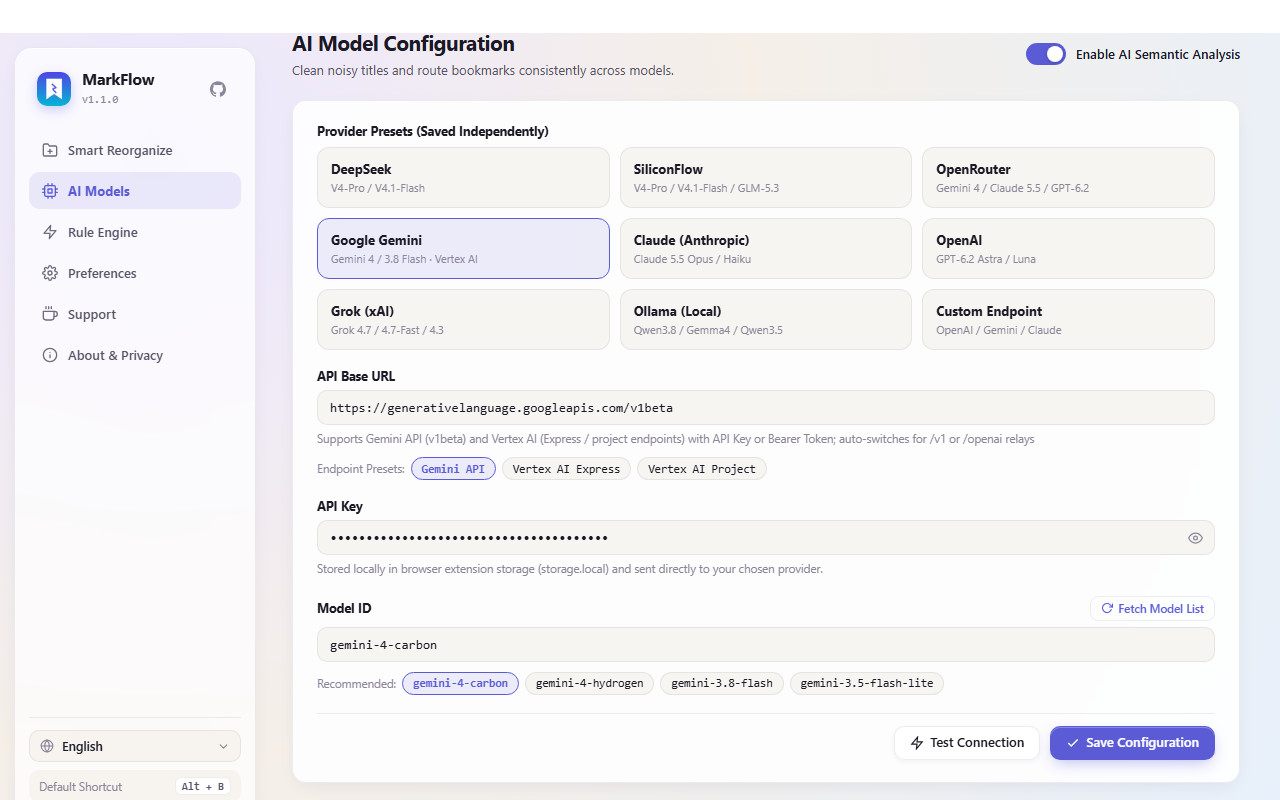 MarkFlow
v1.1.0
Smart Reorganize
AI Models
Rule Engine
Preferences
Support
About & Privacy
English
Default Shortcut
Alt + B
AI Model Configuration
Clean noisy titles and route bookmarks consistently across models.
Enable AI Semantic Analysis
Provider Presets (Saved Independently)
DeepSeek
V4-Pro / V4.1-Flash
SiliconFlow
V4-Pro / V4.1-Flash / GLM-5.3
OpenRouter
Gemini 4 / Claude 5.5 / GPT-6.2
Google Gemini
Gemini 4 / 3.8 Flash · Vertex AI
Claude (Anthropic)
Claude 5.5 Opus / Haiku
OpenAI
GPT-6.2 Astra / Luna
Grok (xAI)
Grok 4.7 / 4.7-Fast / 4.3
Ollama (Local)
Qwen3.8 / Gemma4 / Qwen3.5
Custom Endpoint
OpenAI / Gemini / Claude
API Base URL
https://generativelanguage.googleapis.com/v1beta
Supports Gemini API (v1beta) and Vertex AI (Express / project endpoints) with API Key or Bearer Token; auto-switches for /v1 or /openai relays
Endpoint Presets: Gemini API Vertex AI Express Vertex AI Project
API Key
•••••••••••••••••••••••••••••••••••••••
Stored locally in browser extension storage (storage.local) and sent directly to your chosen provider.
Model ID
Fetch Model List
gemini-4-carbon
Recommended: gemini-4-carbon gemini-4-hydrogen gemini-3.8-flash gemini-3.5-flash-lite
Test Connection
Save Configuration